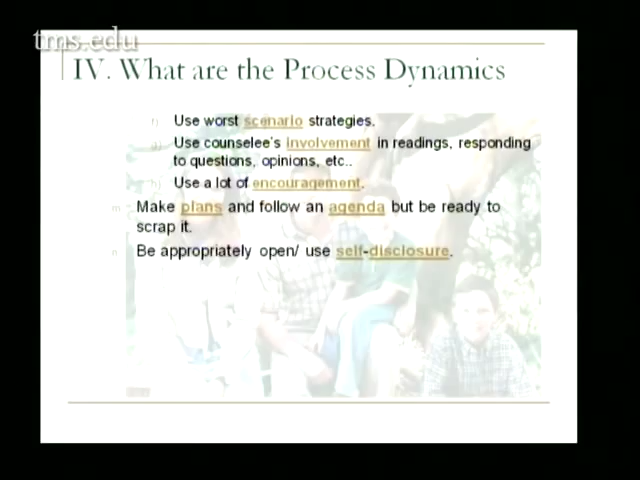 tms.edu
IV. What are the Process Dynamics
f) Use worst scenario strategies.
g) Use counselee's involvement in readings, responding
to questions, opinions, etc..
h) Use a lot of encouragement.
m Make plans and follow an agenda but be ready to
scrap it.
n Be appropriately open/ use self-disclosure.